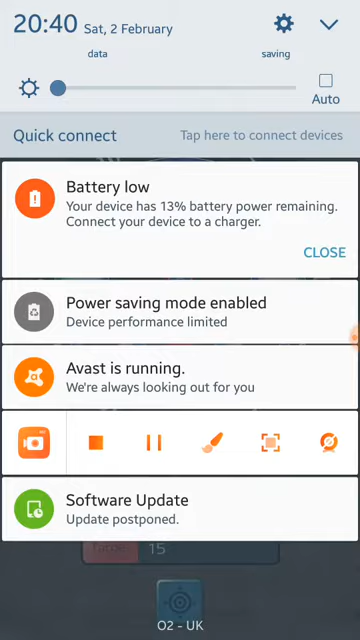 20:40 Sat, 2 February
data saving
Auto
Quick connect Tap here to connect devices
Battery low
Your device has 13% battery power remaining.
Connect your device to a charger.
CLOSE
Power saving mode enabled
Device performance limited
Avast is running.
We're always looking out for you
Software Update
Update postponed.
15
O2 - UK